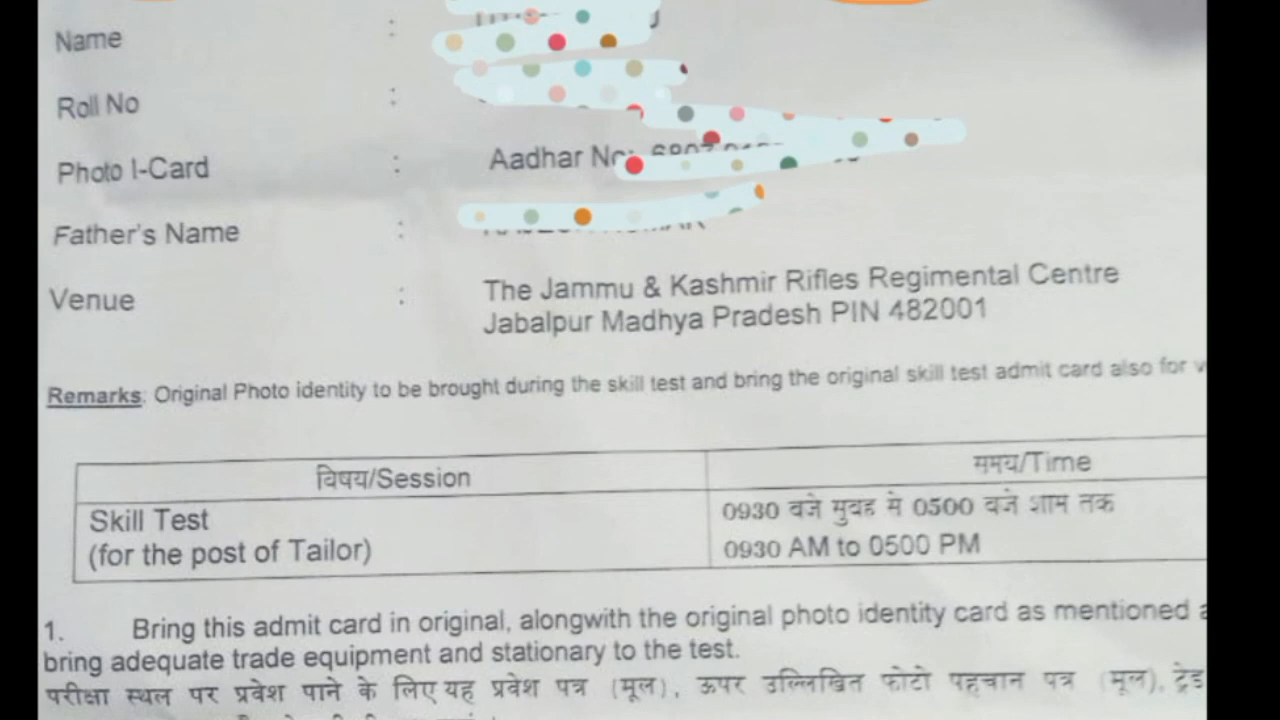 Name :
Roll No :
Photo I-Card : Aadhar No:
Father's Name :
Venue : The Jammu & Kashmir Rifles Regimental Centre
Jabalpur Madhya Pradesh PIN 482001
Remarks: Original Photo identity to be brought during the skill test and bring the original skill test admit card also for
विषय/Session समय/Time
Skill Test 0930 वजे सुबह से 0500 वजे शाम तक
(for the post of Tailor) 0930 AM to 0500 PM
1. Bring this admit card in original, alongwith the original photo identity card as mentioned
bring adequate trade equipment and stationary to the test.
परीक्षा स्थल पर प्रवेश पाने के लिए यह प्रवेश पत्र (मूल), ऊपर उल्लिखित फोटो पहचान पत्र (मूल), ट्रेड